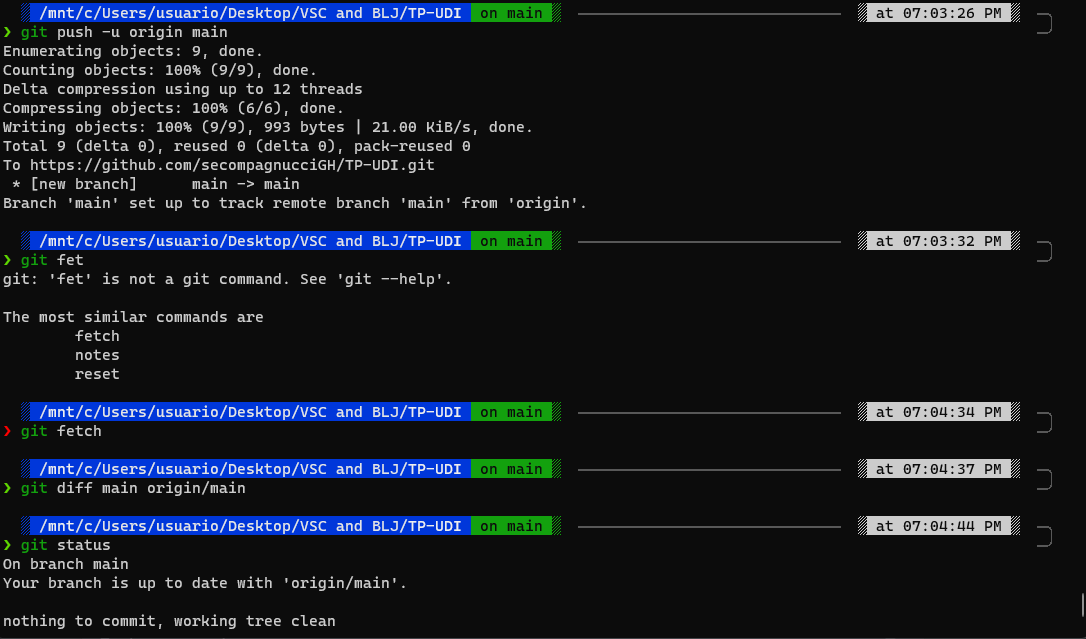 /mnt/c/Users/usuario/Desktop/VSC and BLJ/TP-UDI on main at 07:03:26 PM
❯ git push -u origin main
Enumerating objects: 9, done.
Counting objects: 100% (9/9), done.
Delta compression using up to 12 threads
Compressing objects: 100% (6/6), done.
Writing objects: 100% (9/9), 993 bytes | 21.00 KiB/s, done.
Total 9 (delta 0), reused 0 (delta 0), pack-reused 0
To https://github.com/secompagnucciGH/TP-UDI.git
 * [new branch]      main -> main
Branch 'main' set up to track remote branch 'main' from 'origin'.
/mnt/c/Users/usuario/Desktop/VSC and BLJ/TP-UDI on main at 07:03:32 PM
❯ git fet
git: 'fet' is not a git command. See 'git --help'.
The most similar commands are
        fetch
        notes
        reset
/mnt/c/Users/usuario/Desktop/VSC and BLJ/TP-UDI on main at 07:04:34 PM
❯ git fetch
/mnt/c/Users/usuario/Desktop/VSC and BLJ/TP-UDI on main at 07:04:37 PM
❯ git diff main origin/main
/mnt/c/Users/usuario/Desktop/VSC and BLJ/TP-UDI on main at 07:04:44 PM
❯ git status
On branch main
Your branch is up to date with 'origin/main'.
nothing to commit, working tree clean